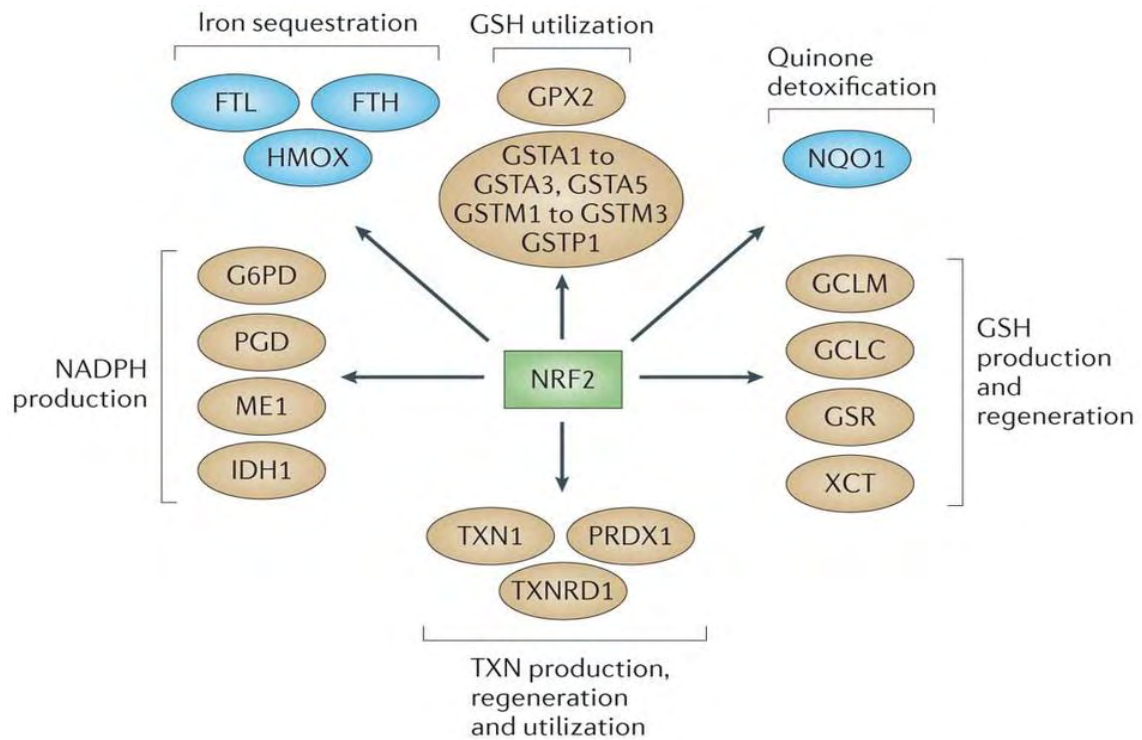 Iron sequestration
FTL
FTH
HMOX
GSH utilization
GPX2
GSTA1 to
GSTA3, GSTA5
GSTM1 to GSTM3
GSTP1
Quinone
detoxification
NQO1
NADPH
production
G6PD
PGD
ME1
IDH1
NRF2
GCLM
GCLC
GSR
XCT
GSH
production
and
regeneration
TXN1
PRDX1
TXNRD1
TXN production,
regeneration
and utilization